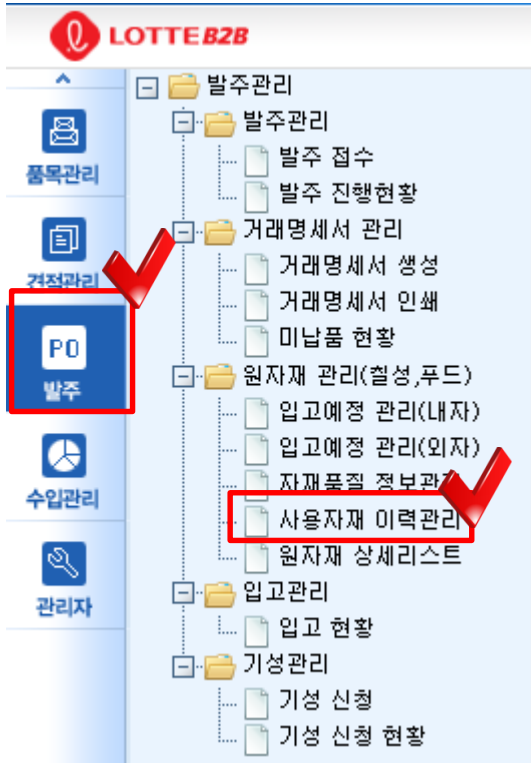 LOTTE B2B
품목관리
견적관리
PO
발주
수입관리
관리자
발주관리
발주관리
발주 접수
발주 진행현황
거래명세서 관리
거래명세서 생성
거래명세서 인쇄
미납품 현황
원자재 관리(칠성,푸드)
입고예정 관리(내자)
입고예정 관리(외자)
자재품질 정보관리
사용자재 이력관리
원자재 상세리스트
입고관리
입고 현황
기성관리
기성 신청
기성 신청 현황